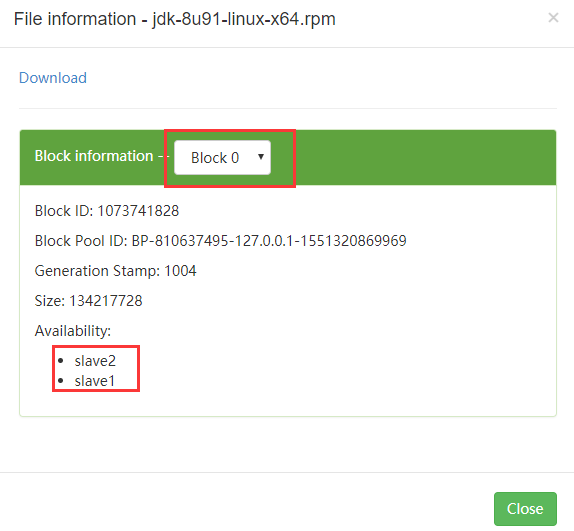 File information - jdk-8u91-linux-x64.rpm
×
Download
Block information -- Block 0
Block ID: 1073741828
Block Pool ID: BP-810637495-127.0.0.1-1551320869969
Generation Stamp: 1004
Size: 134217728
Availability:
slave2
slave1
Close